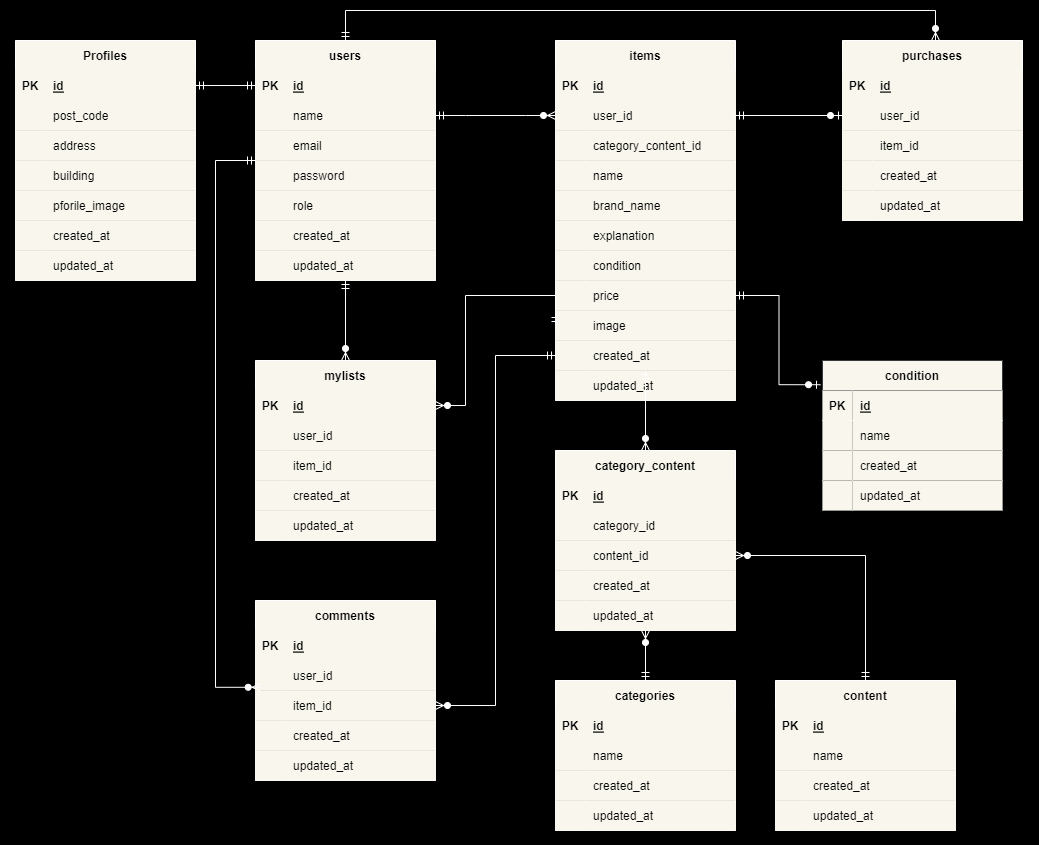 Profiles
PK id
post_code
address
building
pforile_image
created_at
updated_at
users
PK id
name
email
password
role
created_at
updated_at
items
PK id
user_id
category_content_id
name
brand_name
explanation
condition
price
image
created_at
updated_at
purchases
PK id
user_id
item_id
created_at
updated_at
mylists
PK id
user_id
item_id
created_at
updated_at
condition
PK id
name
created_at
updated_at
category_content
PK id
category_id
content_id
created_at
updated_at
comments
PK id
user_id
item_id
created_at
updated_at
categories
PK id
name
created_at
updated_at
content
PK id
name
created_at
updated_at